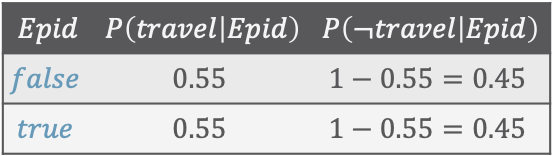 Epid P(travel|Epid) P(¬travel|Epid)
false 0.55 1 − 0.55 = 0.45
true 0.55 1 − 0.55 = 0.45